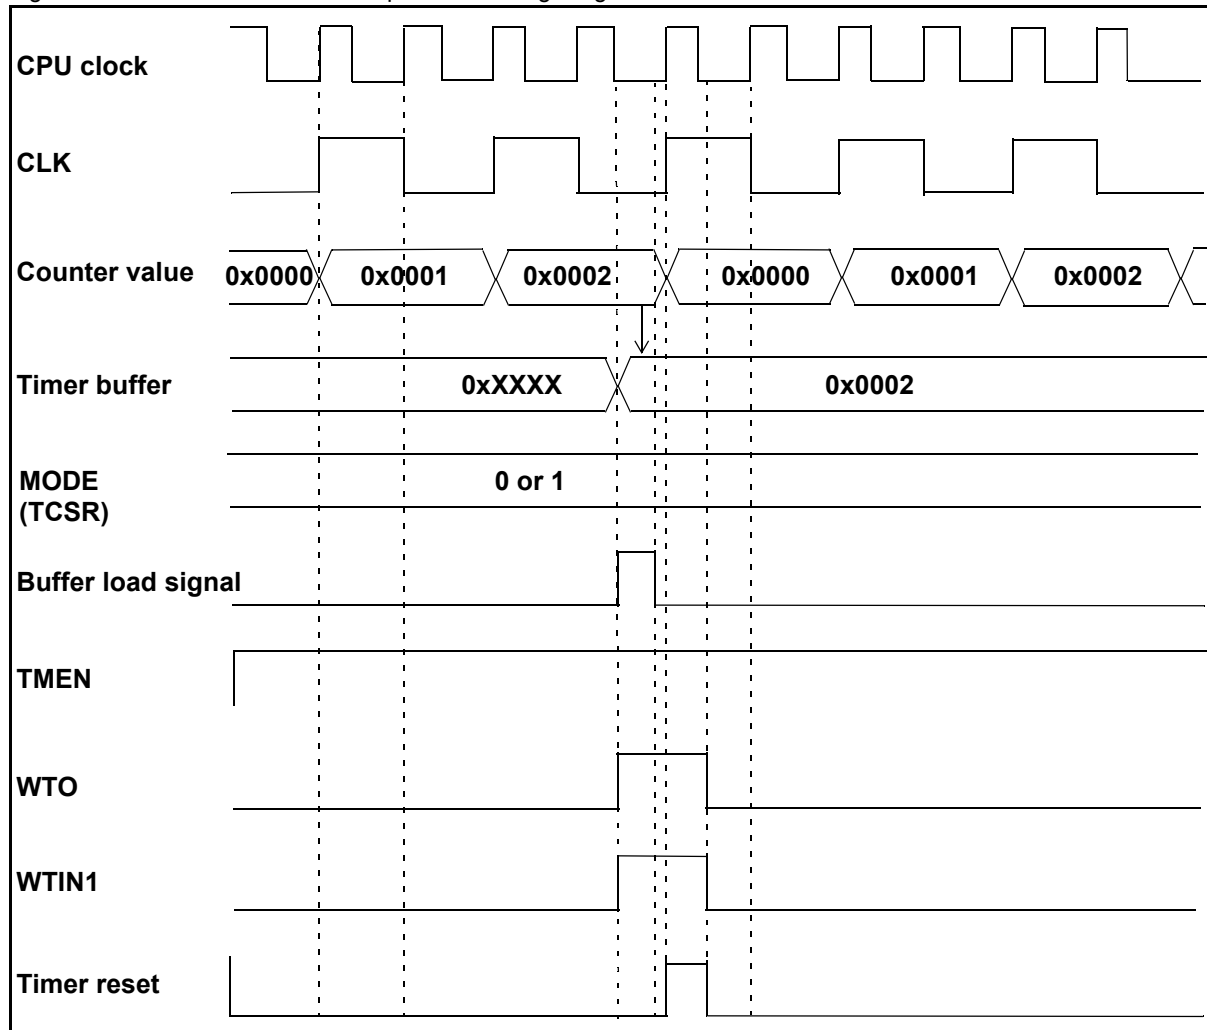 CPU clock
CLK
Counter value
0x0000
0x0001
0x0002
0x0000
0x0001
0x0002
Timer buffer
0xXXXX
0x0002
MODE
(TCSR)
0 or 1
Buffer load signal
TMEN
WTO
WTIN1
Timer reset